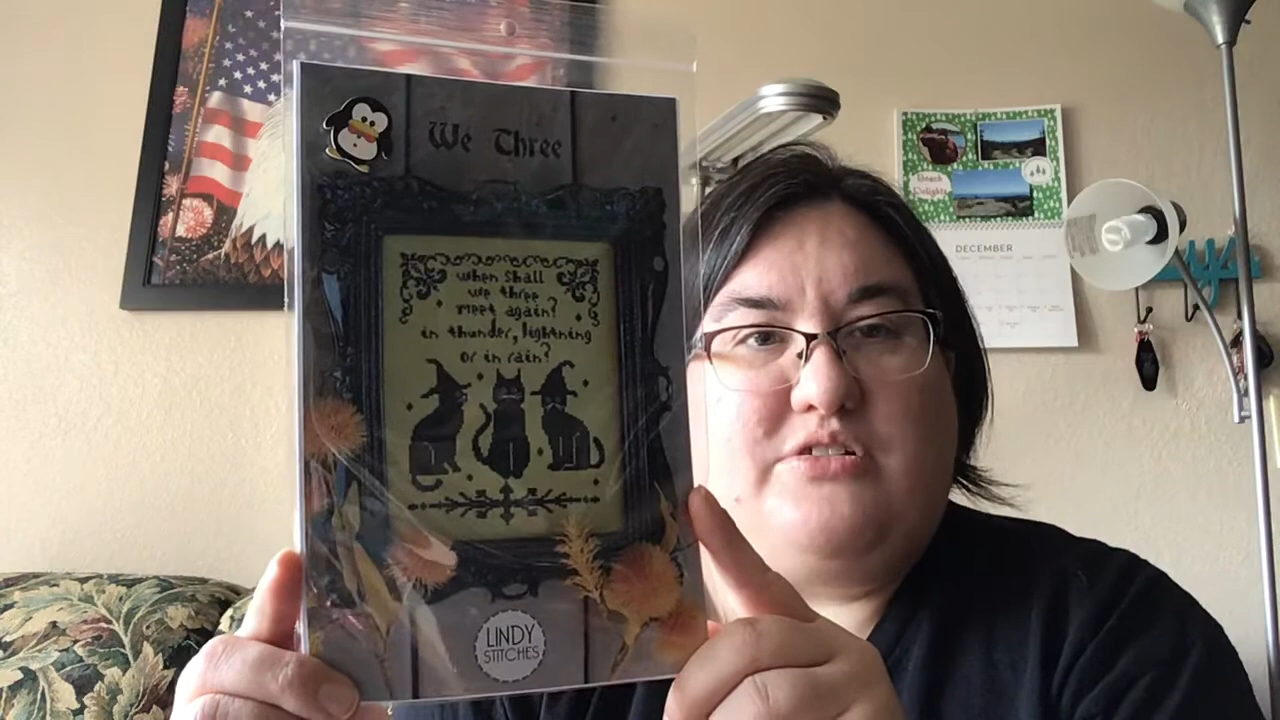 We Three
when shall
we three
meet again?
in thunder, lightning
or in rain?
LINDY
STITCHES
Beach
Delights
DECEMBER